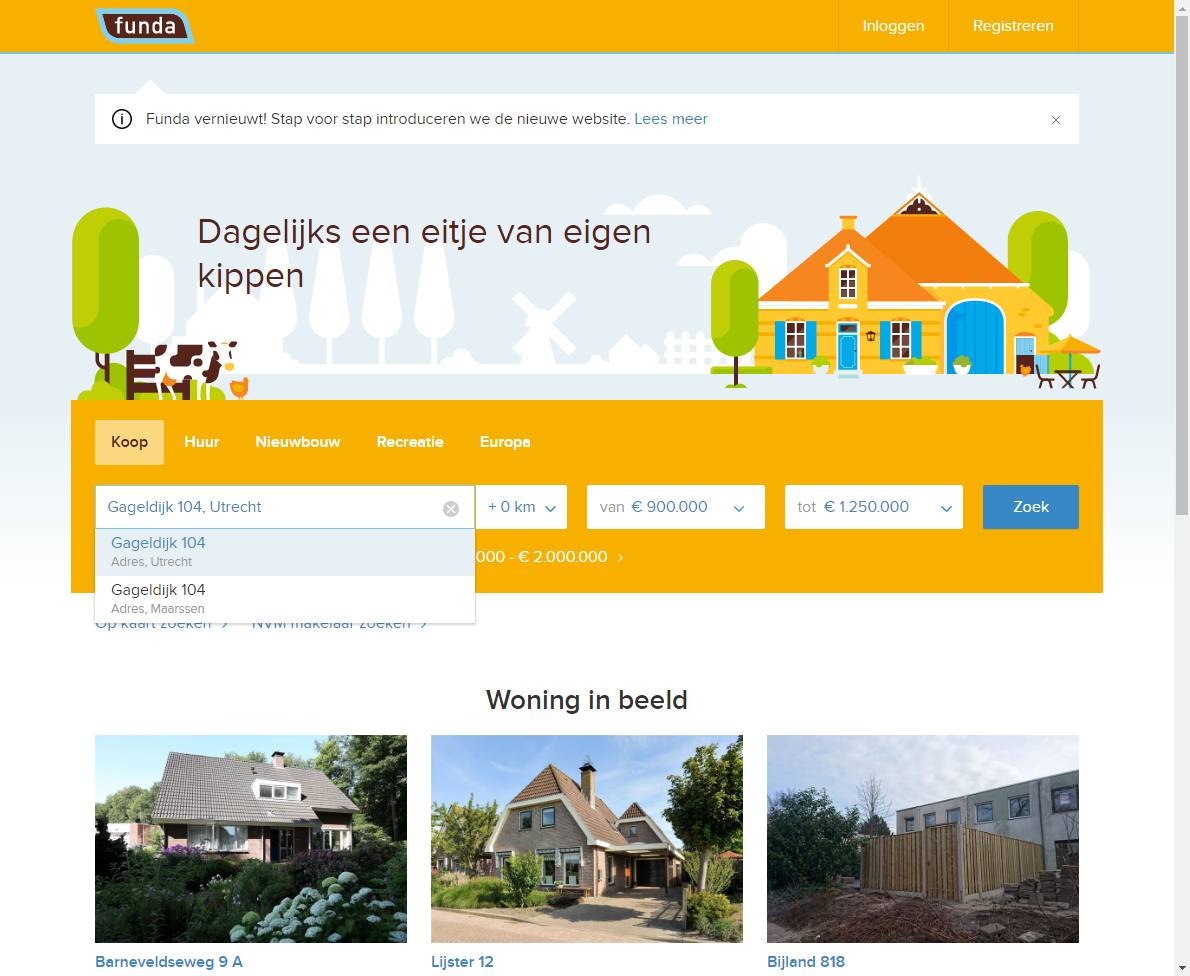 funda
Inloggen
Registreren
Funda vernieuwt! Stap voor stap introduceren we de nieuwe website. Lees meer
Dagelijks een eitje van eigen
kippen
Koop
Huur
Nieuwbouw
Recreatie
Europa
Gageldijk 104, Utrecht
+ 0 km
van € 900.000
tot € 1.250.000
Zoek
Gageldijk 104
Adres, Utrecht
000 - € 2.000.000
Gageldijk 104
Adres, Maarssen
Op kaart zoeken
NVM makelaar zoeken
Woning in beeld
Barneveldseweg 9 A
Lijster 12
Bijland 818